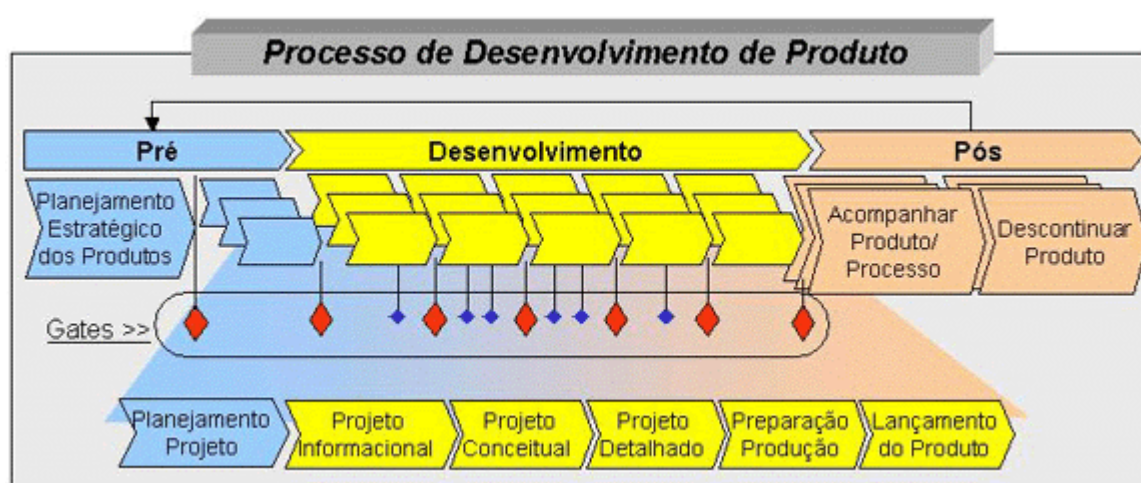 Processo de Desenvolvimento de Produto
Pré
Desenvolvimento
Pós
Planejamento
Estratégico
dos Produtos
Acompanhar
Produto/
Processo
Descontinuar
Produto
Gates >>
Planejamento
Projeto
Projeto
Informacional
Projeto
Conceitual
Projeto
Detalhado
Preparação
Produção
Lançamento
do Produto